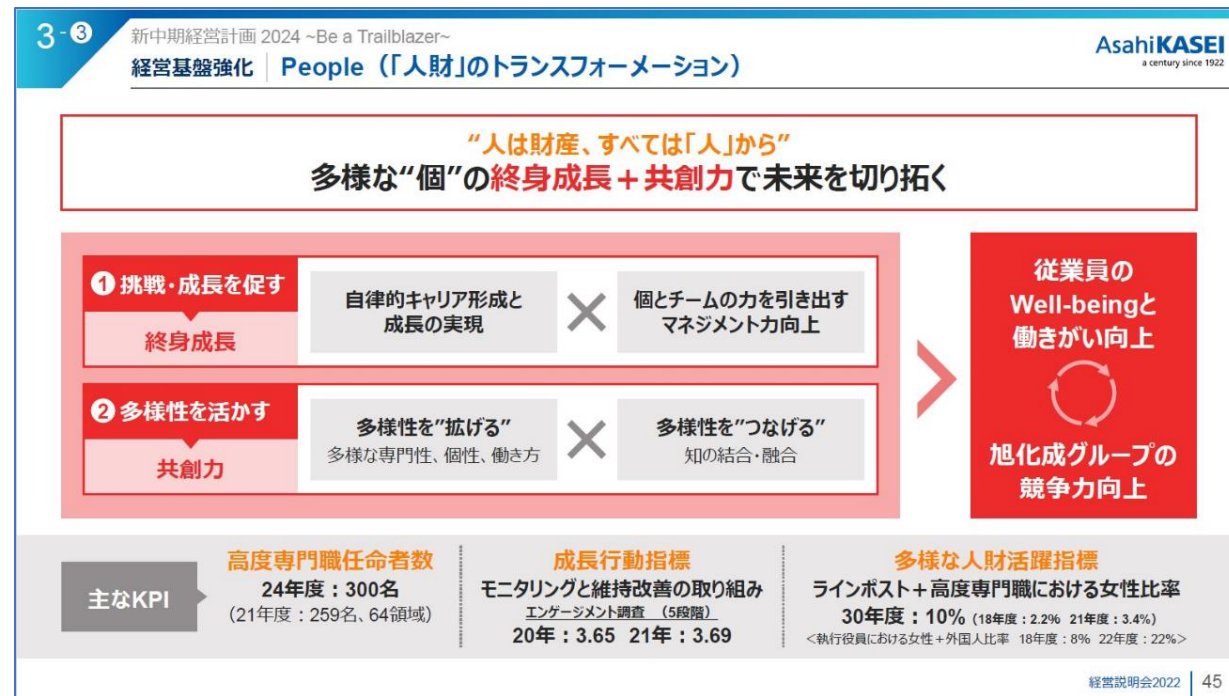 3-❸
新中期経営計画 2024 ~Be a Trailblazer~
経営基盤強化 | People（「人財」のトランスフォーメーション）
AsahiKASEI
a century since 1922
“人は財産、すべては「人」から”
多様な“個”の終身成長＋共創力で未来を切り拓く
❶ 挑戦・成長を促す
終身成長
自律的キャリア形成と
成長の実現
×
個とチームの力を引き出す
マネジメント力向上
❷ 多様性を活かす
共創力
多様性を”拡げる”
多様な専門性、個性、働き方
×
多様性を”つなげる”
知の結合・融合
従業員の
Well-beingと
働きがい向上
旭化成グループの
競争力向上
主なKPI
高度専門職任命者数
24年度：300名
（21年度：259名、64領域）
成長行動指標
モニタリングと維持改善の取り組み
エンゲージメント調査 （5段階）
20年：3.65 21年：3.69
多様な人財活躍指標
ラインポスト＋高度専門職における女性比率
30年度：10% （18年度：2.2% 21年度：3.4%）
<執行役員における女性＋外国人比率 18年度：8% 22年度：22%>
経営説明会2022 | 45